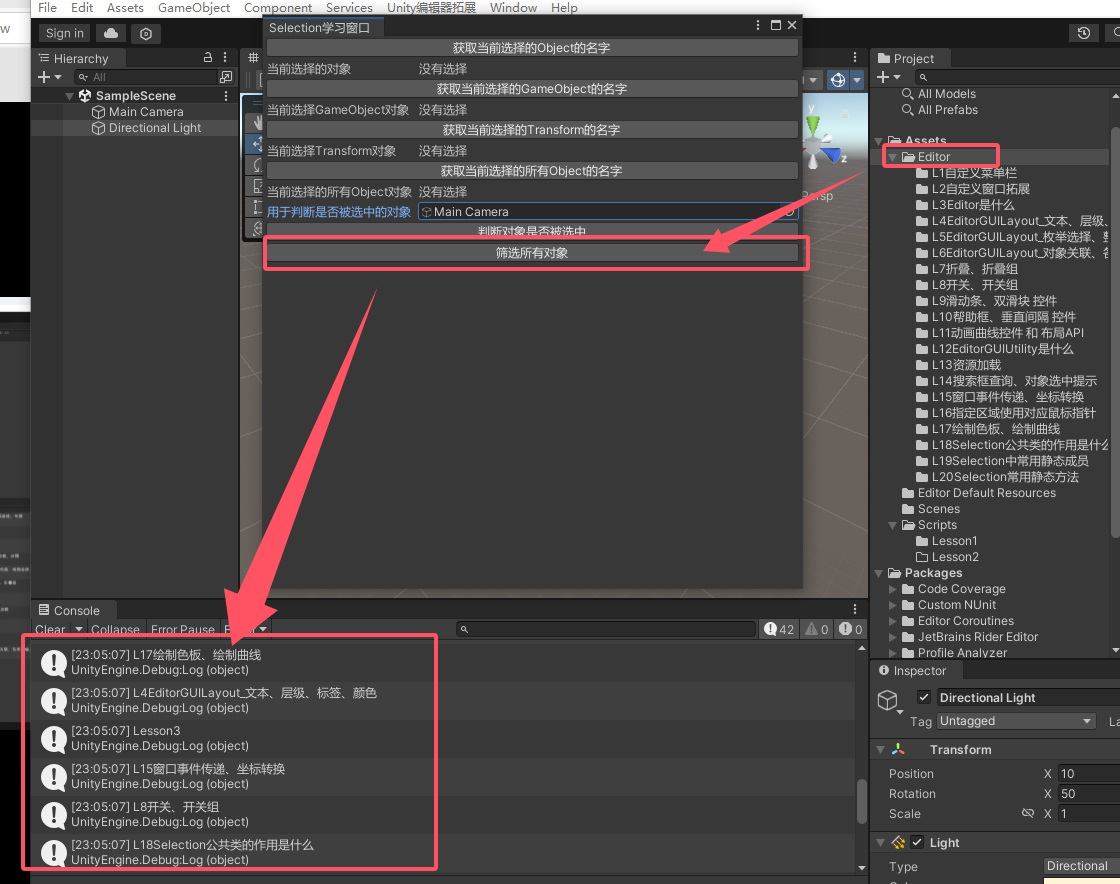 File Edit Assets GameObject Component Services Unity编辑器拓展 Window Help
Sign in
Selection学习窗口
获取当前选择的Object的名字
当前选择的对象 没有选择
获取当前选择的GameObject的名字
当前选择GameObject对象 没有选择
获取当前选择的Transform的名字
当前选择Transform对象 没有选择
获取当前选择的所有Object的名字
当前选择的所有Object对象 没有选择
用于判断是否被选中的对象 Main Camera
判断对象是否被选中
筛选所有对象
Hierarchy
All
SampleScene
Main Camera
Directional Light
y
z
Persp
Project
All Models
All Prefabs
Assets
Editor
L1自定义菜单栏
L2自定义窗口拓展
L3Editor是什么
L4EditorGUILayout_文本、层级、
L5EditorGUILayout_枚举选择、
L6EditorGUILayout_对象关联、
L7折叠、折叠组
L8开关、开关组
L9滑动条、双滑块 控件
L10帮助框、垂直间隔 控件
L11动画曲线控件 和 布局API
L12EditorGUIUtility是什么
L13资源加载
L14搜索框查询、对象选中提示
L15窗口事件传递、坐标转换
L16指定区域使用对应鼠标指针
L17绘制色板、绘制曲线
L18Selection公共类的作用是什么
L19Selection中常用静态成员
L20Selection常用静态方法
Editor Default Resources
Scenes
Scripts
Lesson1
Lesson2
Packages
Code Coverage
Custom NUnit
Editor Coroutines
JetBrains Rider Editor
Profile Analyzer
Console
Clear Collapse Error Pause 42 0 0
[23:05:07] L17绘制色板、绘制曲线
UnityEngine.Debug:Log (object)
[23:05:07] L4EditorGUILayout_文本、层级、标签、颜色
UnityEngine.Debug:Log (object)
[23:05:07] Lesson3
UnityEngine.Debug:Log (object)
[23:05:07] L15窗口事件传递、坐标转换
UnityEngine.Debug:Log (object)
[23:05:07] L8开关、开关组
UnityEngine.Debug:Log (object)
[23:05:07] L18Selection公共类的作用是什么
UnityEngine.Debug:Log (object)
Inspector
Directional Light
Tag Untagged La
Transform
Position X 10
Rotation X 50
Scale X 1
Light
Type Directional